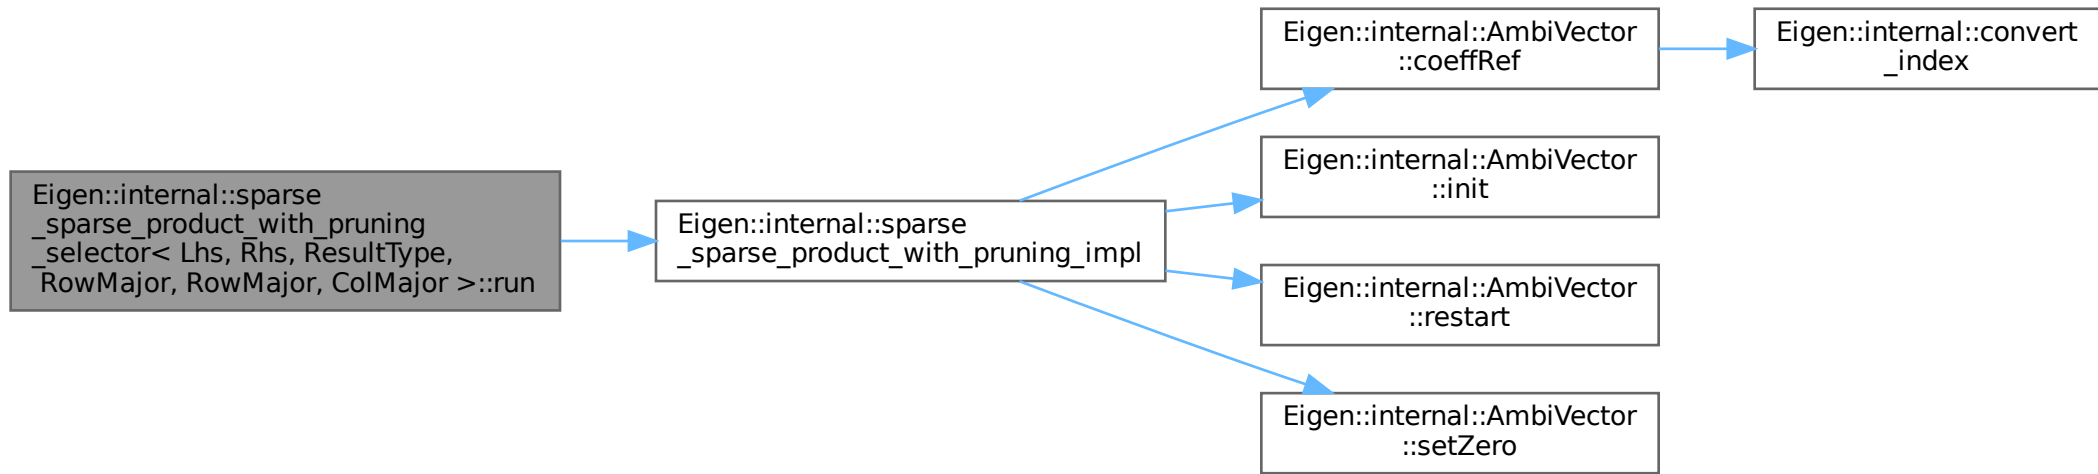 Eigen::internal::sparse
_sparse_product_with_pruning
_selector< Lhs, Rhs, ResultType,
RowMajor, RowMajor, ColMajor >::run
Eigen::internal::sparse
_sparse_product_with_pruning_impl
Eigen::internal::AmbiVector
::coeffRef
Eigen::internal::convert
_index
Eigen::internal::AmbiVector
::init
Eigen::internal::AmbiVector
::restart
Eigen::internal::AmbiVector
::setZero